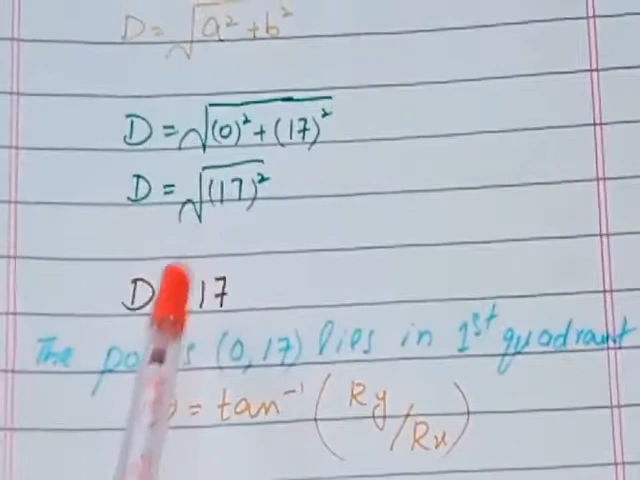 D = √a² + b²
D = √(0)² + (17)²
D = √(17)²
D 17
The (0,17) lies in 1st quadrant
= tan⁻¹ (Ry/Rx)